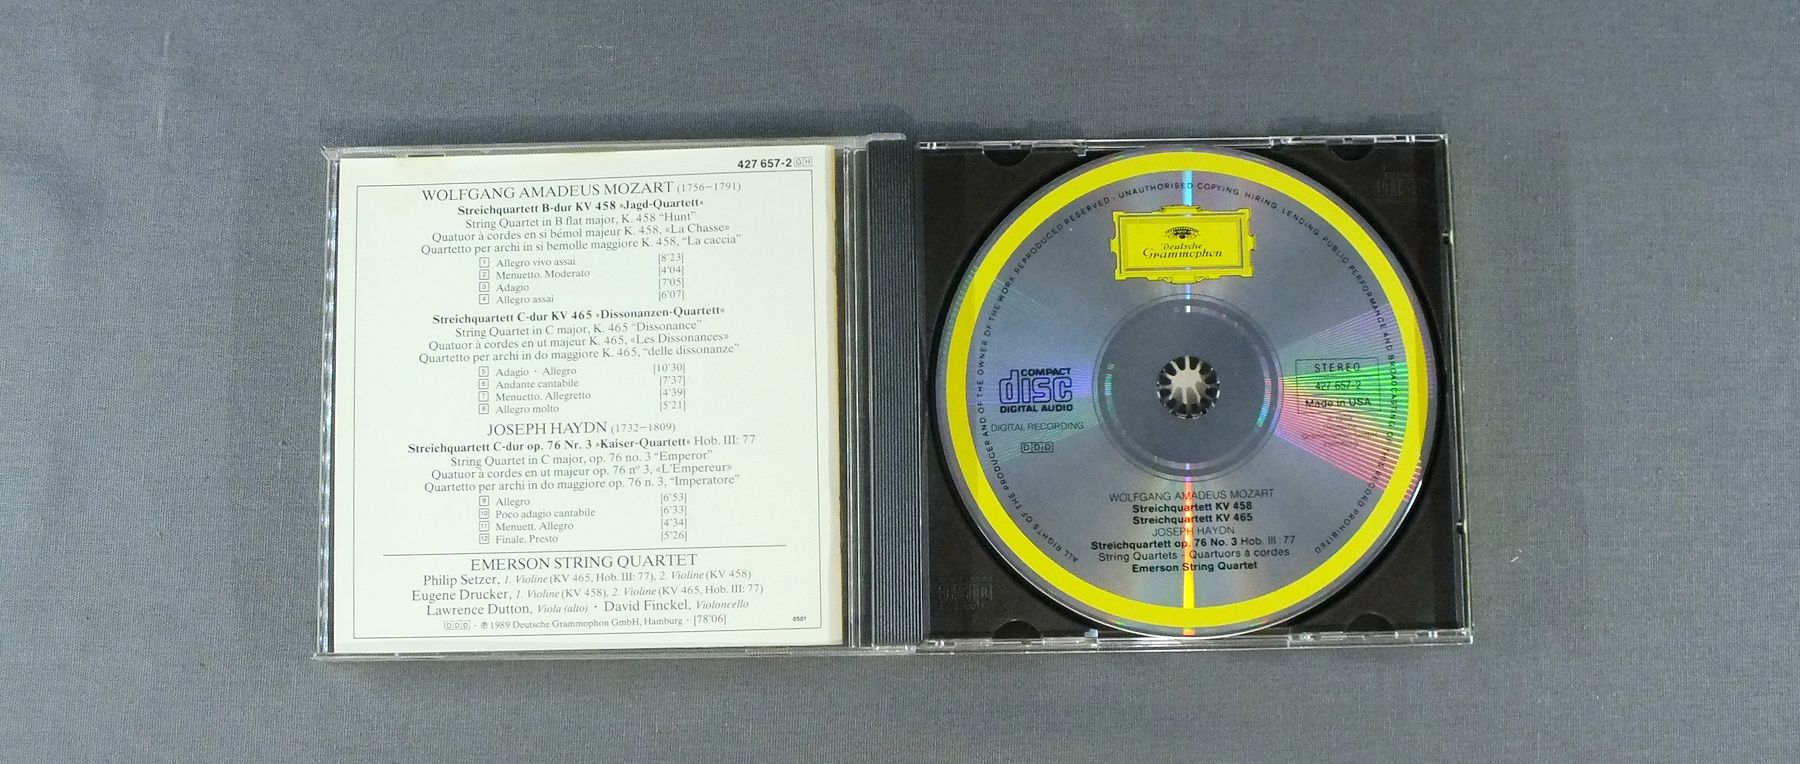 427 657-2 GH
WOLFGANG AMADEUS MOZART (1756–1791)
Streichquartett B-dur KV 458 »Jagd-Quartett«
String Quartet in B flat major, K. 458 “Hunt”
Quatuor à cordes en si bémol majeur K. 458, «La Chasse»
Quartetto per archi in si bemolle maggiore K. 458, “La caccia”
1 Allegro vivo assai [8'23]
2 Menuetto. Moderato [4'04]
3 Adagio [7'05]
4 Allegro assai [6'07]
Streichquartett C-dur KV 465 »Dissonanzen-Quartett«
String Quartet in C major, K. 465 “Dissonance”
Quatuor à cordes en ut majeur K. 465, «Les Dissonances»
Quartetto per archi in do maggiore K. 465, “delle dissonanze”
5 Adagio · Allegro [10'30]
6 Andante cantabile [7'37]
7 Menuetto. Allegretto [4'39]
8 Allegro molto [5'21]
JOSEPH HAYDN (1732–1809)
Streichquartett C-dur op. 76 Nr. 3 »Kaiser-Quartett« Hob. III: 77
String Quartet in C major, op. 76 no. 3 “Emperor”
Quatuor à cordes en ut majeur op. 76 n° 3, «L'Empereur»
Quartetto per archi in do maggiore op. 76 n. 3, “Imperatore”
9 Allegro [6'53]
10 Poco adagio cantabile [6'33]
11 Menuett. Allegro [4'34]
12 Finale. Presto [5'26]
EMERSON STRING QUARTET
Philip Setzer, 1. Violine (KV 465, Hob. III: 77), 2. Violine (KV 458)
Eugene Drucker, 1. Violine (KV 458), 2. Violine (KV 465, Hob. III: 77)
Lawrence Dutton, Viola (alto) · David Finckel, Violoncello
DDD · ℗ 1989 Deutsche Grammophon GmbH, Hamburg · [78'06]
0501
ALL RIGHTS OF THE PRODUCER AND OF THE OWNER OF THE WORK REPRODUCED RESERVED · UNAUTHORISED COPYING, HIRING, LENDING, PUBLIC PERFORMANCE AND BROADCASTING OF THIS RECORD PROHIBITED
Deutsche
Grammophon
COMPACT
disc
DIGITAL AUDIO
DIGITAL RECORDING
DDD
STEREO
427 657-2
Made in USA
WOLFGANG AMADEUS MOZART
Streichquartett KV 458
Streichquartett KV 465
JOSEPH HAYDN
Streichquartett op. 76 No. 3 Hob. III: 77
String Quartets · Quartuors à cordes
Emerson String Quartet